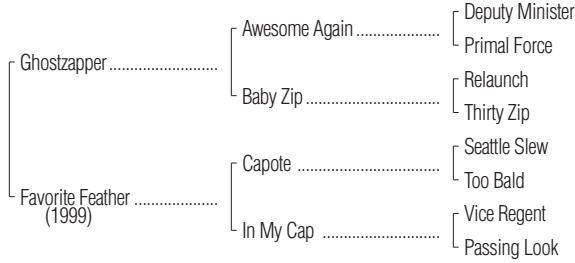 Deputy Minister
Awesome Again ....................
Primal Force
Ghostzapper ..........................
Relaunch
Baby Zip ................................
Thirty Zip
Seattle Slew
Capote ..................................
Too Bald
Favorite Feather ....................
(1999)
Vice Regent
In My Cap ............................
Passing Look